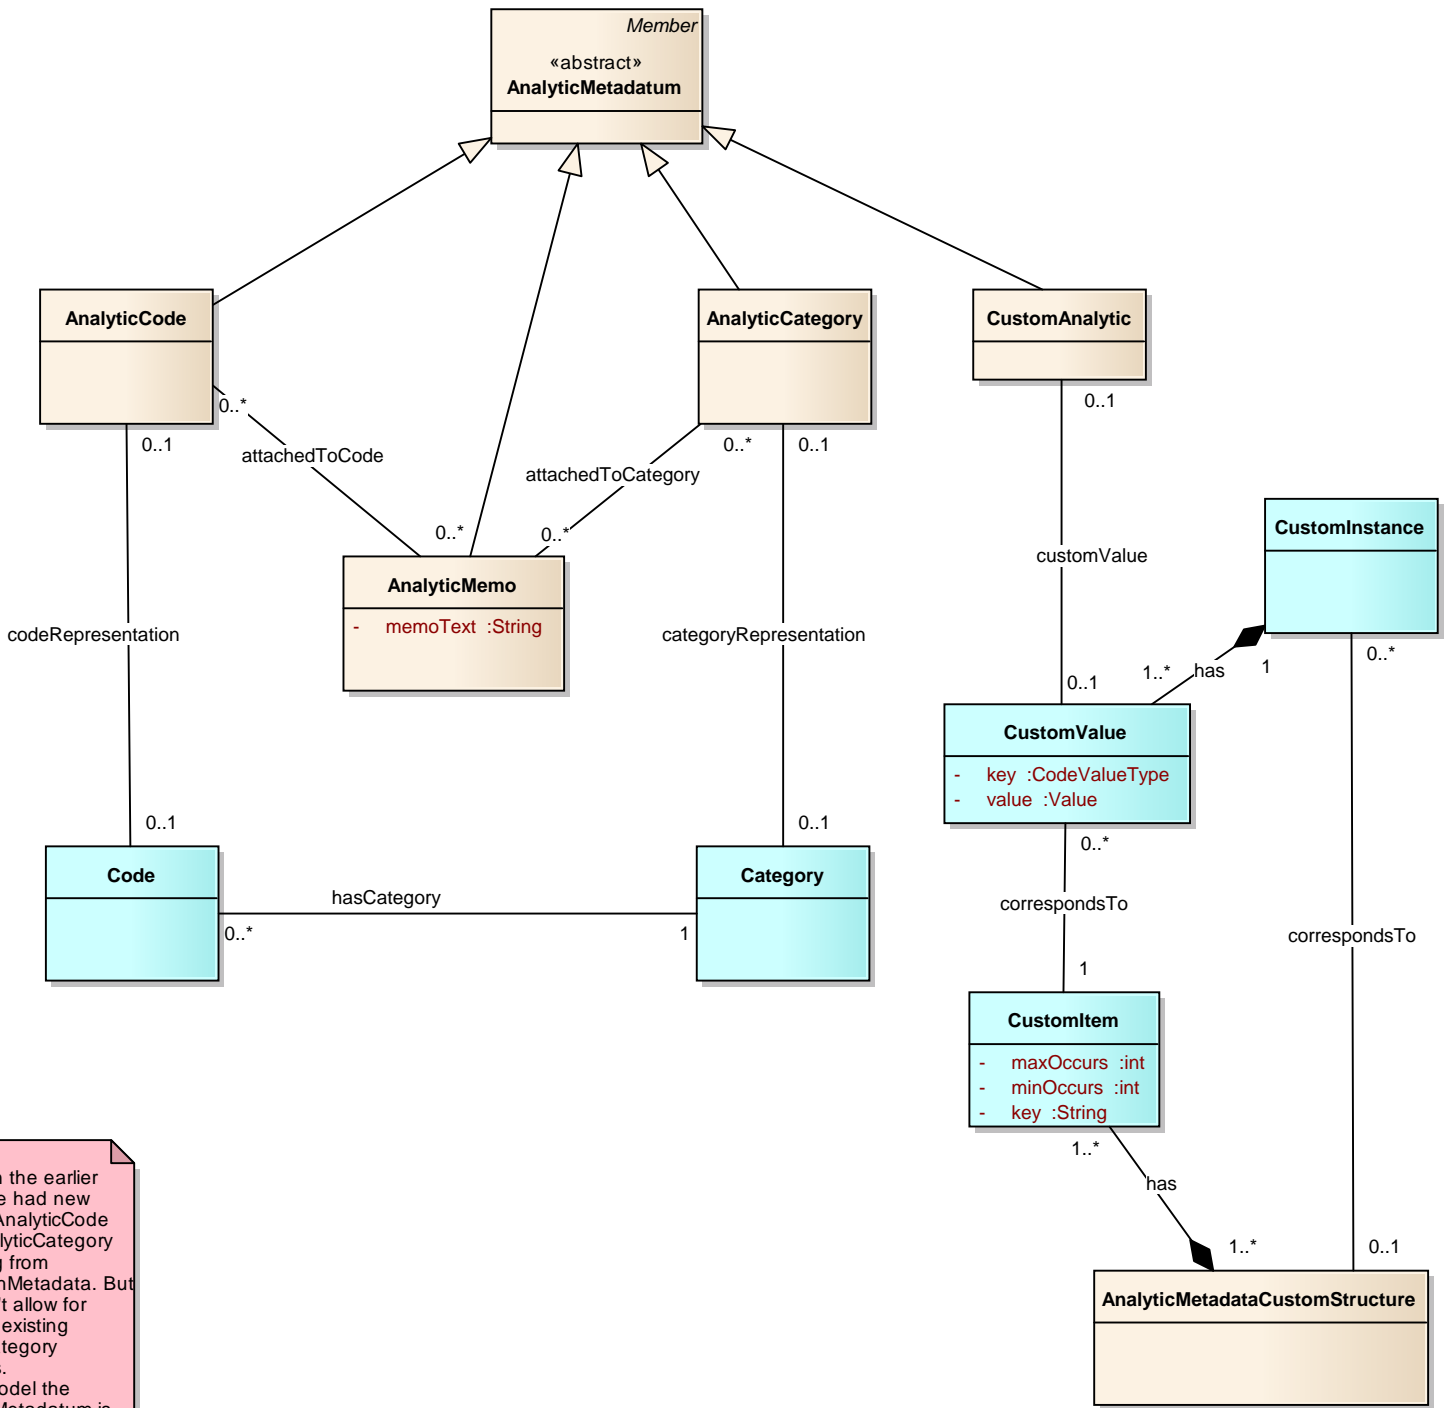 Member
«abstract»
AnalyticMetadatum
AnalyticCode
AnalyticCategory
CustomAnalytic
0..*
0..1
attachedToCode
0..*
0..1
attachedToCategory
0..1
customValue
CustomInstance
0..*
0..*
AnalyticMemo
- memoText :String
codeRepresentation
categoryRepresentation
0..1
1..*
has
1
0..*
CustomValue
- key :CodeValueType
- value :Value
0..1
0..1
0..*
Code
hasCategory
0..*
1
Category
correspondsTo
correspondsTo
1
CustomItem
- maxOccurs :int
- minOccurs :int
- key :String
1..*
has
1..*
0..1
AnalyticMetadataCustomStructure
the earlier
e had new
AnalyticCode
lyticCategory
g from
nMetadata. But
't allow for
existing
tegory
s.
odel the
Metadatum is